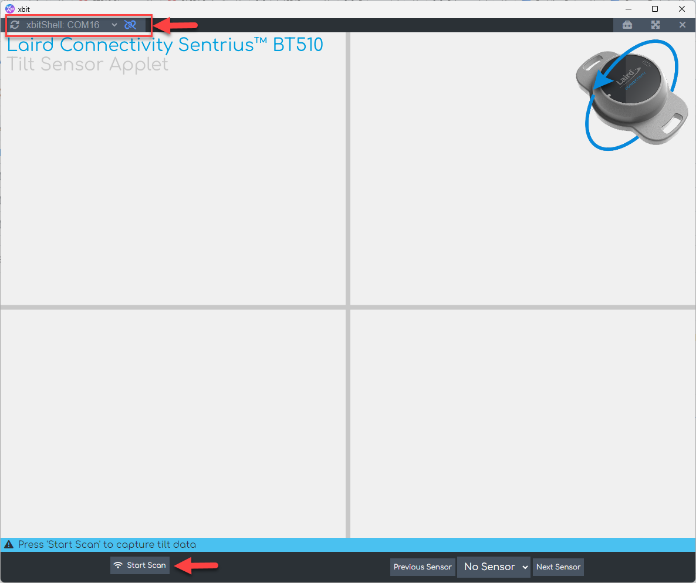 xbit
xbitShell: COM16
Laird Connectivity Sentrius™ BT510
Tilt Sensor Applet
Laird
Press 'Start Scan' to capture tilt data
Start Scan
Previous Sensor
No Sensor
Next Sensor